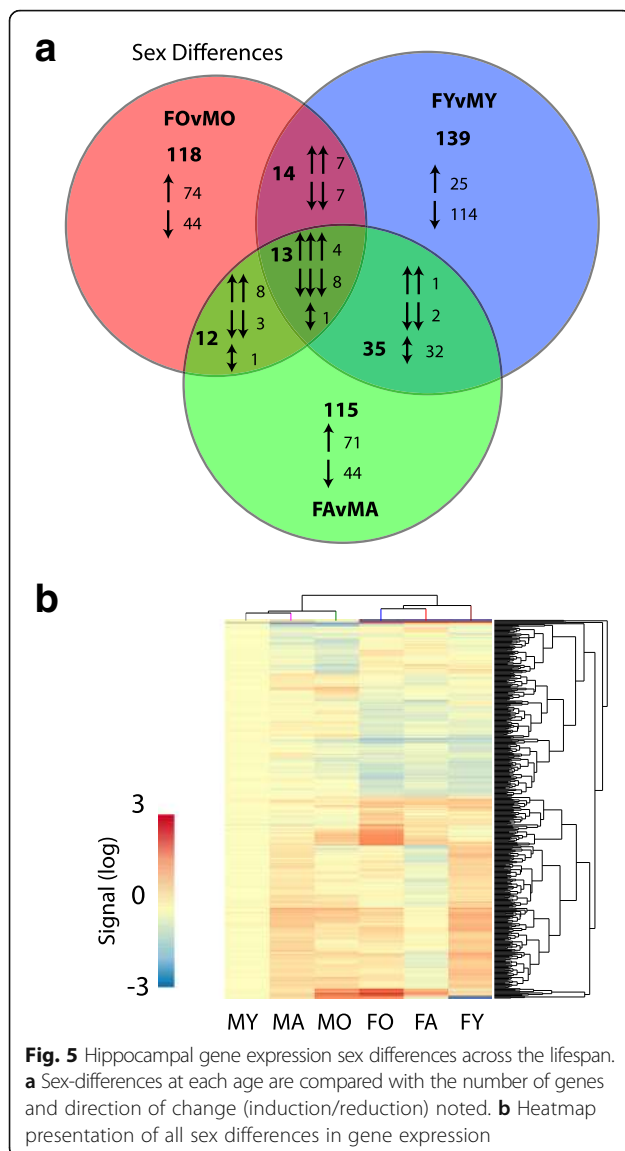 a
Sex Differences
FOvMO
118
↑ 74
↓ 44
FYvMY
139
↑ 25
↓ 114
14
↑↑ 7
↓↓ 7
13
↑↑↑ 4
↓↓↓ 8
↕ 1
12
↑↑ 8
↓↓ 3
↕ 1
35
↑↑ 1
↓↓ 2
↕ 32
115
↑ 71
↓ 44
FAvMA
b
3
0
-3
Signal (log)
MY MA MO FO FA FY
Fig. 5 Hippocampal gene expression sex differences across the lifespan.
a Sex-differences at each age are compared with the number of genes
and direction of change (induction/reduction) noted. b Heatmap
presentation of all sex differences in gene expression